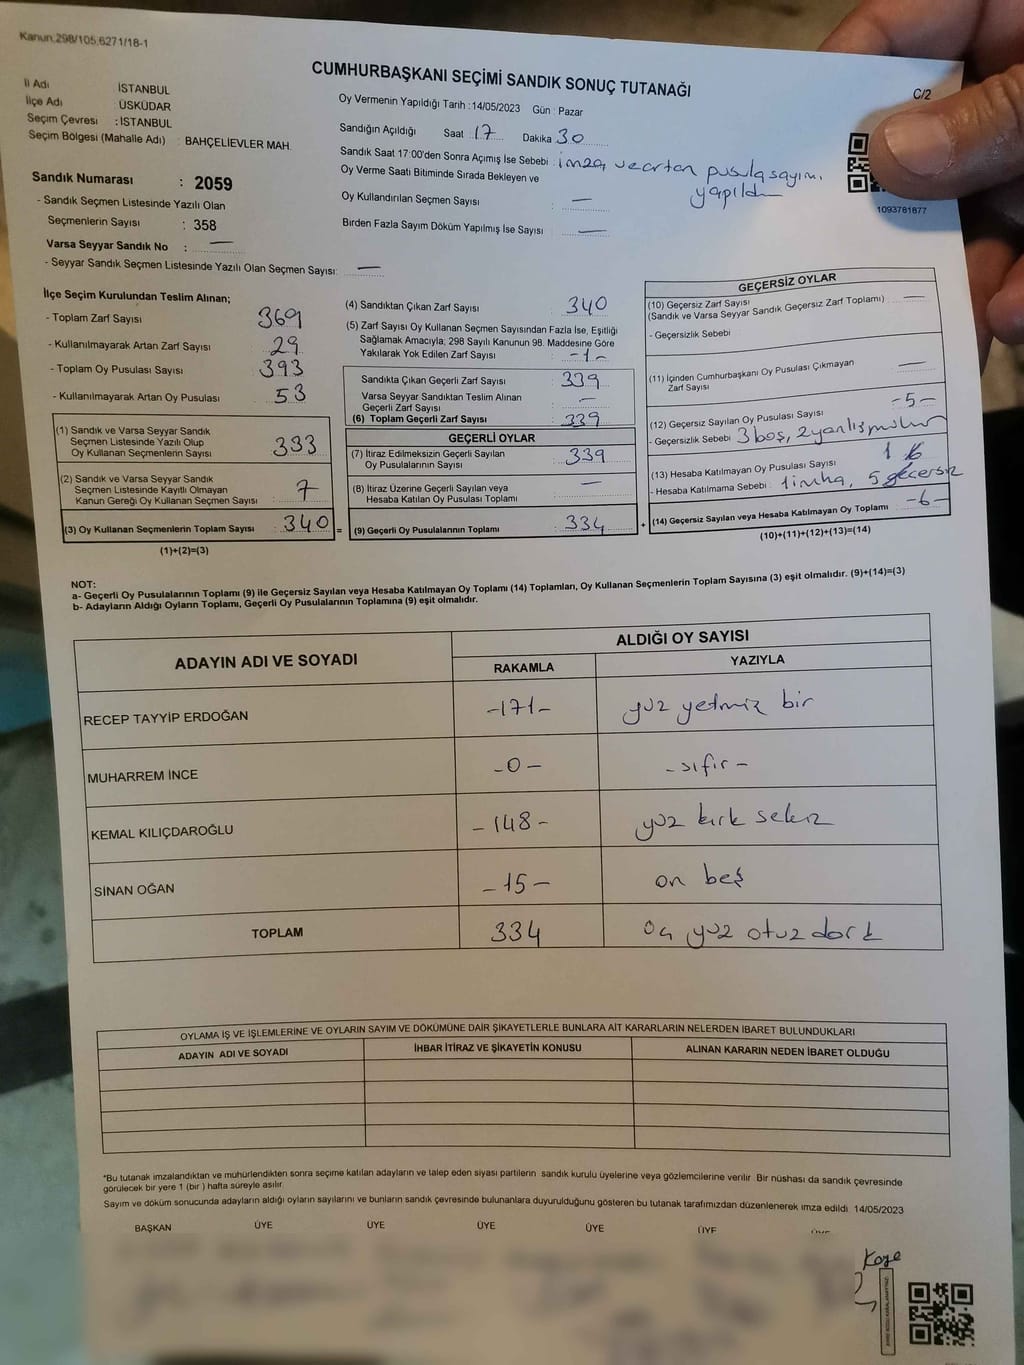 Kanun.298/105;6271/18-1
CUMHURBAŞKANI SEÇİMİ SANDIK SONUÇ TUTANAĞI
C/2
İl Adı İSTANBUL
İlçe Adı ÜSKÜDAR
Seçim Çevresi : İSTANBUL
Seçim Bölgesi (Mahalle Adı) : BAHÇELİEVLER MAH.
Sandık Numarası : 2059
- Sandık Seçmen Listesinde Yazılı Olan
Seçmenlerin Sayısı : 358
Varsa Seyyar Sandık No : —
- Seyyar Sandık Seçmen Listesinde Yazılı Olan Seçmen Sayısı: —
Oy Vermenin Yapıldığı Tarih : 14/05/2023 Gün : Pazar
Sandığın Açıldığı Saat : 17 Dakika : 30
Sandık Saat 17:00'den Sonra Açımış İse Sebebi : imza, ve artan pusula sayımı
yapıldı
Oy Verme Saati Bitiminde Sırada Bekleyen ve
Oy Kullandırılan Seçmen Sayısı : —
Birden Fazla Sayım Döküm Yapılmış İse Sayısı : —
1093781877
İlçe Seçim Kurulundan Teslim Alınan;
- Toplam Zarf Sayısı : 369
- Kullanılmayarak Artan Zarf Sayısı : 29
- Toplam Oy Pusulası Sayısı : 393
- Kullanılmayarak Artan Oy Pusulası : 53
(1) Sandık ve Varsa Seyyar Sandık
Seçmen Listesinde Yazılı Olup
Oy Kullanan Seçmenlerin Sayısı : 333
(2) Sandık ve Varsa Seyyar Sandık
Seçmen Listesinde Kayıtlı Olmayan
Kanun Gereği Oy Kullanan Seçmen Sayısı : 7
(3) Oy Kullanan Seçmenlerin Toplam Sayısı : 340 =
(1)+(2)=(3)
(4) Sandıktan Çıkan Zarf Sayısı : 340
(5) Zarf Sayısı Oy Kullanan Seçmen Sayısından Fazla İse, Eşitliği
Sağlamak Amacıyla; 298 Sayılı Kanunun 98. Maddesine Göre
Yakılarak Yok Edilen Zarf Sayısı : -1-
Sandıkta Çıkan Geçerli Zarf Sayısı : 339
Varsa Seyyar Sandıktan Teslim Alınan
Geçerli Zarf Sayısı : —
(6) Toplam Geçerli Zarf Sayısı : 339
GEÇERLİ OYLAR
(7) İtiraz Edilmeksizin Geçerli Sayılan
Oy Pusulalarının Sayısı : 339
(8) İtiraz Üzerine Geçerli Sayılan veya
Hesaba Katılan Oy Pusulası Toplamı : —
(9) Geçerli Oy Pusulalarının Toplamı : 334 +
GEÇERSİZ OYLAR
(10) Geçersiz Zarf Sayısı : —
(Sandık ve Varsa Seyyar Sandık Geçersiz Zarf Toplamı)
- Geçersizlik Sebebi
(11) İçinden Cumhurbaşkanı Oy Pusulası Çıkmayan
Zarf Sayısı : —
(12) Geçersiz Sayılan Oy Pusulası Sayısı : -5-
- Geçersizlik Sebebi : 3 boş, 2 yanlış mühür
(13) Hesaba Katılmayan Oy Pusulası Sayısı : 1
- Hesaba Katılmama Sebebi : 1 imha, 5 geçersiz
(14) Geçersiz Sayılan veya Hesaba Katılmayan Oy Toplamı : -6-
(10)+(11)+(12)+(13)=(14)
NOT:
a- Geçerli Oy Pusulalarının Toplamı (9) ile Geçersiz Sayılan veya Hesaba Katılmayan Oy Toplamı (14) Toplamları, Oy Kullanan Seçmenlerin Toplam Sayısına (3) eşit olmalıdır. (9)+(14)=(3)
b- Adayların Aldığı Oyların Toplamı, Geçerli Oy Pusulalarının Toplamına (9) eşit olmalıdır.
ADAYIN ADI VE SOYADI ALDIĞI OY SAYISI
RAKAMLA YAZIYLA
RECEP TAYYİP ERDOĞAN -171- yüz yetmiz bir
MUHARREM İNCE -0- -sıfır-
KEMAL KILIÇDAROĞLU -148- yüz kırk sekiz
SİNAN OĞAN -15- on beş
TOPLAM 334 üç yüz otuz dört
OYLAMA İŞ VE İŞLEMLERİNE VE OYLARIN SAYIM VE DÖKÜMÜNE DAİR ŞİKAYETLERLE BUNLARA AİT KARARLARIN NELERDEN İBARET BULUNDUKLARI
ADAYIN ADI VE SOYADI İHBAR İTİRAZ VE ŞİKAYETİN KONUSU ALINAN KARARIN NEDEN İBARET OLDUĞU
*Bu tutanak imzalandıktan ve mühürlendikten sonra seçime katılan adayların ve talep eden siyasi partilerin sandık kurulu üyelerine veya gözlemcilerine verilir. Bir nüshası da sandık çevresinde
görülecek bir yere 1 (bir) hafta süreyle asılır.
Sayım ve döküm sonucunda adayların aldığı oyların sayılarını ve bunların sandık çevresinde bulunanlara duyurulduğunu gösteren bu tutanak tarafımızdan düzenlenerek imza edildi. 14/05/2023
BAŞKAN ÜYE ÜYE ÜYE ÜYE ÜYE ÜYE
Kose